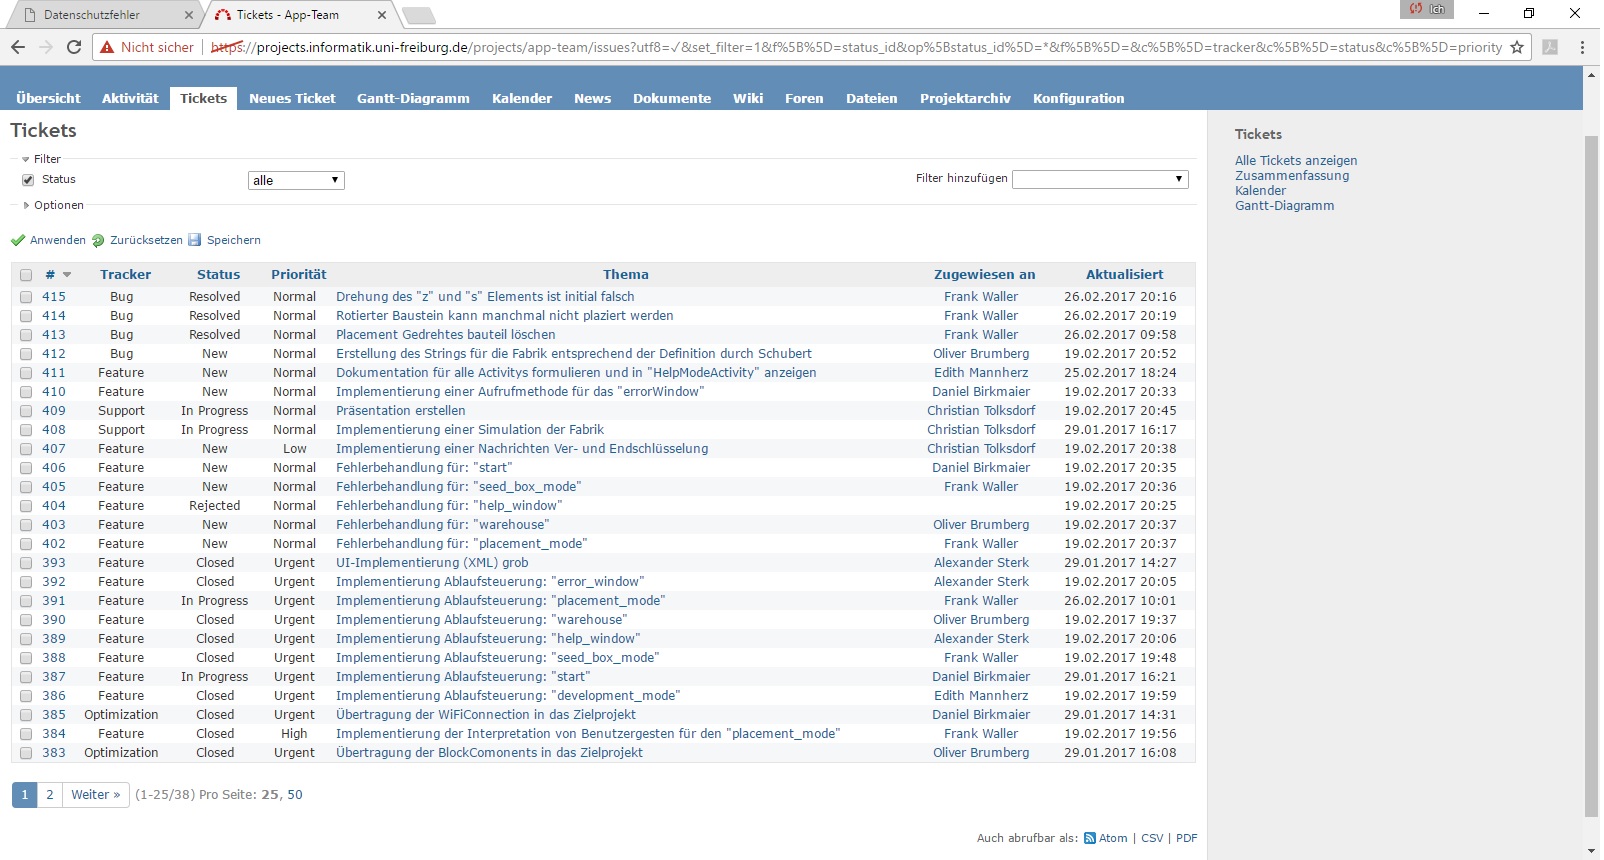 Datenschutzfehler
Tickets - App-Team
Ich
Nicht sicher | https://projects.informatik.uni-freiburg.de/projects/app-team/issues?utf8=✓&set_filter=1&f%5B%5D=status_id&op%5Bstatus_id%5D=*&f%5B%5D=&c%5B%5D=tracker&c%5B%5D=status&c%5B%5D=priority
Übersicht Aktivität Tickets Neues Ticket Gantt-Diagramm Kalender News Dokumente Wiki Foren Dateien Projektarchiv Konfiguration
Tickets
Filter
Status alle Filter hinzufügen
Optionen
Anwenden Zurücksetzen Speichern
# Tracker Status Priorität Thema Zugewiesen an Aktualisiert
415 Bug Resolved Normal Drehung des "z" und "s" Elements ist initial falsch Frank Waller 26.02.2017 20:16
414 Bug Resolved Normal Rotierter Baustein kann manchmal nicht plaziert werden Frank Waller 26.02.2017 20:19
413 Bug Resolved Normal Placement Gedrehtes bauteil löschen Frank Waller 26.02.2017 09:58
412 Bug New Normal Erstellung des Strings für die Fabrik entsprechend der Definition durch Schubert Oliver Brumberg 19.02.2017 20:52
411 Feature New Normal Dokumentation für alle Activitys formulieren und in "HelpModeActivity" anzeigen Edith Mannherz 25.02.2017 18:24
410 Feature New Normal Implementierung einer Aufrufmethode für das "errorWindow" Daniel Birkmaier 19.02.2017 20:33
409 Support In Progress Normal Präsentation erstellen Christian Tolksdorf 19.02.2017 20:45
408 Support In Progress Normal Implementierung einer Simulation der Fabrik Christian Tolksdorf 29.01.2017 16:17
407 Feature New Low Implementierung einer Nachrichten Ver- und Endschlüsselung Christian Tolksdorf 19.02.2017 20:38
406 Feature New Normal Fehlerbehandlung für: "start" Daniel Birkmaier 19.02.2017 20:35
405 Feature New Normal Fehlerbehandlung für: "seed_box_mode" Frank Waller 19.02.2017 20:36
404 Feature Rejected Normal Fehlerbehandlung für: "help_window" 19.02.2017 20:25
403 Feature New Normal Fehlerbehandlung für: "warehouse" Oliver Brumberg 19.02.2017 20:37
402 Feature New Normal Fehlerbehandlung für: "placement_mode" Frank Waller 19.02.2017 20:37
393 Feature Closed Urgent UI-Implementierung (XML) grob Alexander Sterk 29.01.2017 14:27
392 Feature Closed Urgent Implementierung Ablaufsteuerung: "error_window" Alexander Sterk 19.02.2017 20:05
391 Feature In Progress Urgent Implementierung Ablaufsteuerung: "placement_mode" Frank Waller 26.02.2017 10:01
390 Feature Closed Urgent Implementierung Ablaufsteuerung: "warehouse" Oliver Brumberg 19.02.2017 19:37
389 Feature Closed Urgent Implementierung Ablaufsteuerung: "help_window" Alexander Sterk 19.02.2017 20:06
388 Feature Closed Urgent Implementierung Ablaufsteuerung: "seed_box_mode" Frank Waller 19.02.2017 19:48
387 Feature In Progress Urgent Implementierung Ablaufsteuerung: "start" Daniel Birkmaier 29.01.2017 16:21
386 Feature Closed Urgent Implementierung Ablaufsteuerung: "development_mode" Edith Mannherz 19.02.2017 19:59
385 Optimization Closed Urgent Übertragung der WiFiConnection in das Zielprojekt Daniel Birkmaier 29.01.2017 14:31
384 Feature Closed High Implementierung der Interpretation von Benutzergesten für den "placement_mode" Frank Waller 19.02.2017 19:56
383 Optimization Closed Urgent Übertragung der BlockComonents in das Zielprojekt Oliver Brumberg 29.01.2017 16:08
1 2 Weiter » (1-25/38) Pro Seite: 25, 50
Auch abrufbar als: Atom | CSV | PDF
Tickets
Alle Tickets anzeigen
Zusammenfassung
Kalender
Gantt-Diagramm